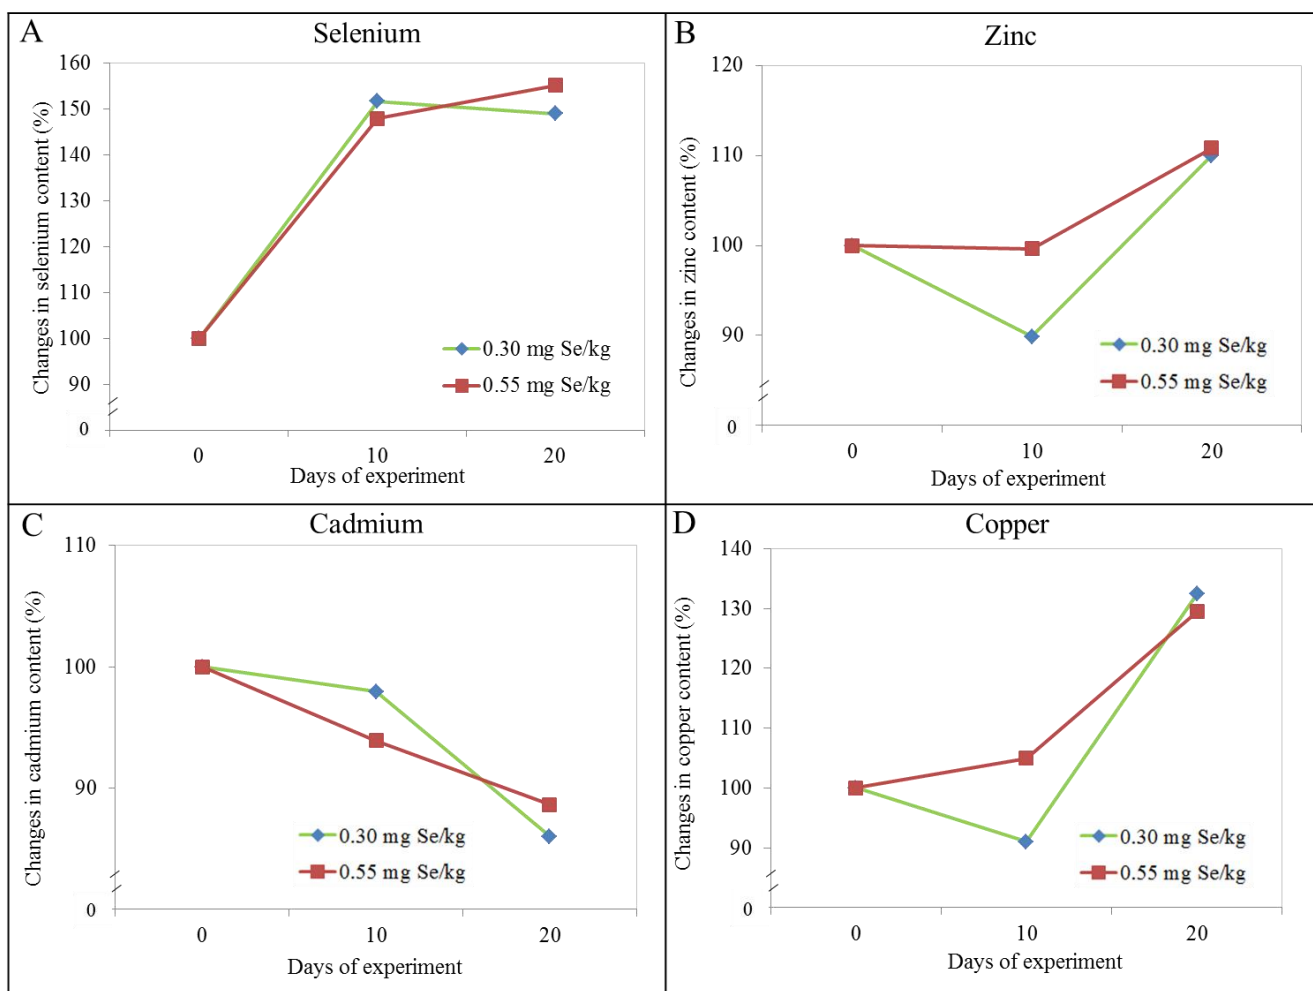 A
Selenium
Changes in selenium content (%)
160
150
140
130
120
110
100
90
0
0.30 mg Se/kg
0.55 mg Se/kg
0 10 20
Days of experiment
B
Zinc
Changes in zinc content (%)
120
110
100
90
0
0.30 mg Se/kg
0.55 mg Se/kg
0 10 20
Days of experiment
C
Cadmium
Changes in cadmium content (%)
110
100
90
0
0.30 mg Se/kg
0.55 mg Se/kg
0 10 20
Days of experiment
D
Copper
Changes in copper content (%)
140
130
120
110
100
90
0
0.30 mg Se/kg
0.55 mg Se/kg
0 10 20
Days of experiment